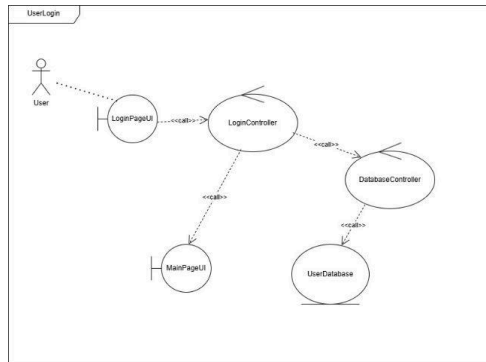 UserLogin
User
LoginPageUI
<<call>>
LoginController
<<call>>
DatabaseController
<<call>>
<<call>>
MainPageUI
UserDatabase